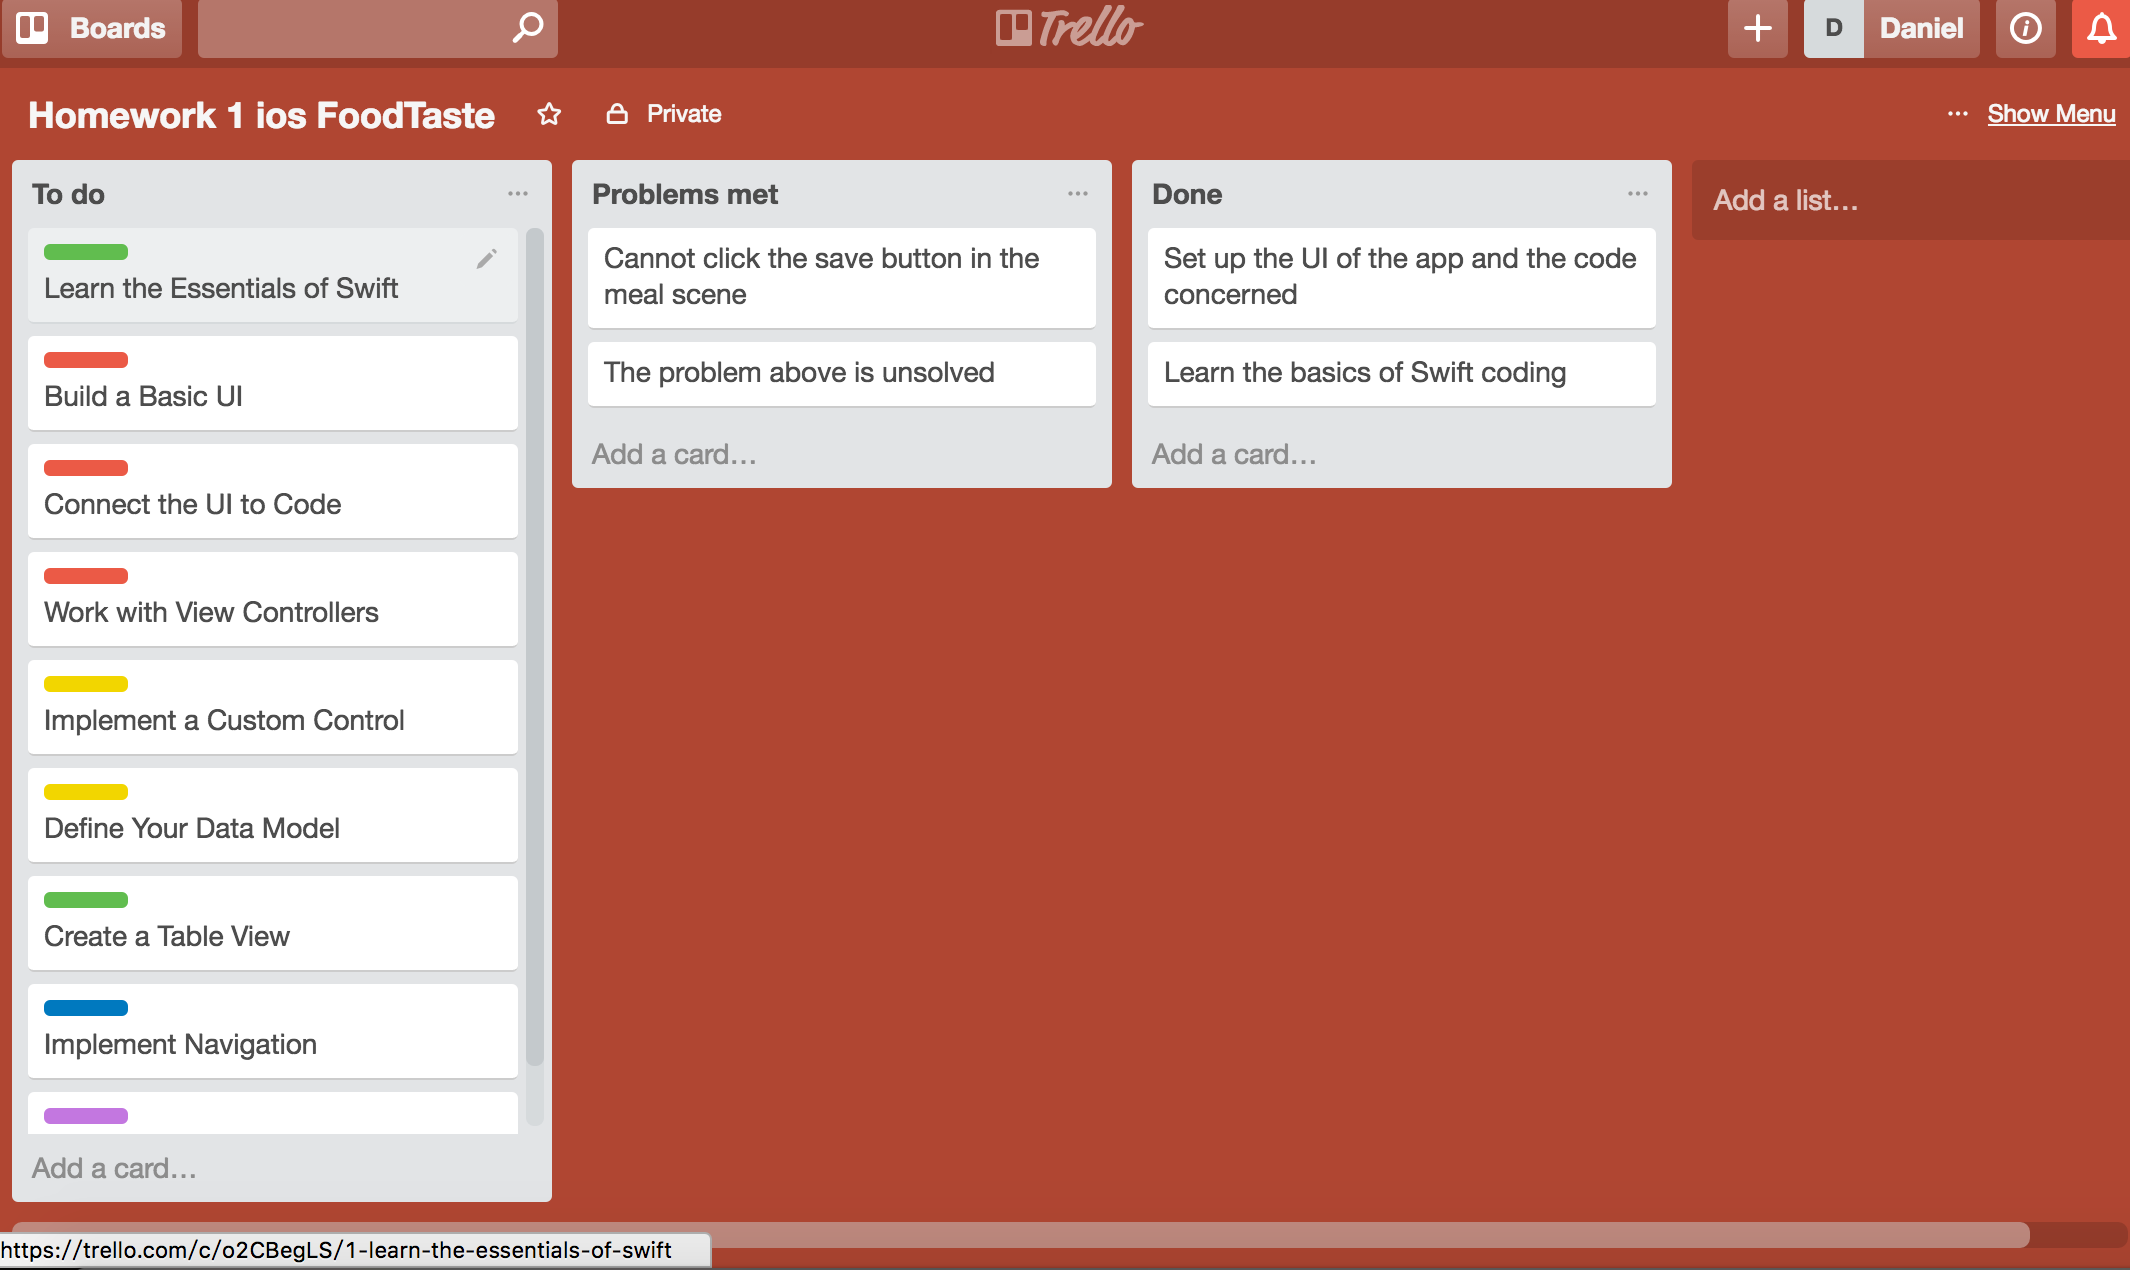 Boards
Trello
D
Daniel
Homework 1 ios FoodTaste
Private
... Show Menu
To do
Learn the Essentials of Swift
Build a Basic UI
Connect the UI to Code
Work with View Controllers
Implement a Custom Control
Define Your Data Model
Create a Table View
Implement Navigation
Add a card...
Problems met
Cannot click the save button in the
meal scene
The problem above is unsolved
Add a card...
Done
Set up the UI of the app and the code
concerned
Learn the basics of Swift coding
Add a card...
Add a list...
https://trello.com/c/o2CBegLS/1-learn-the-essentials-of-swift